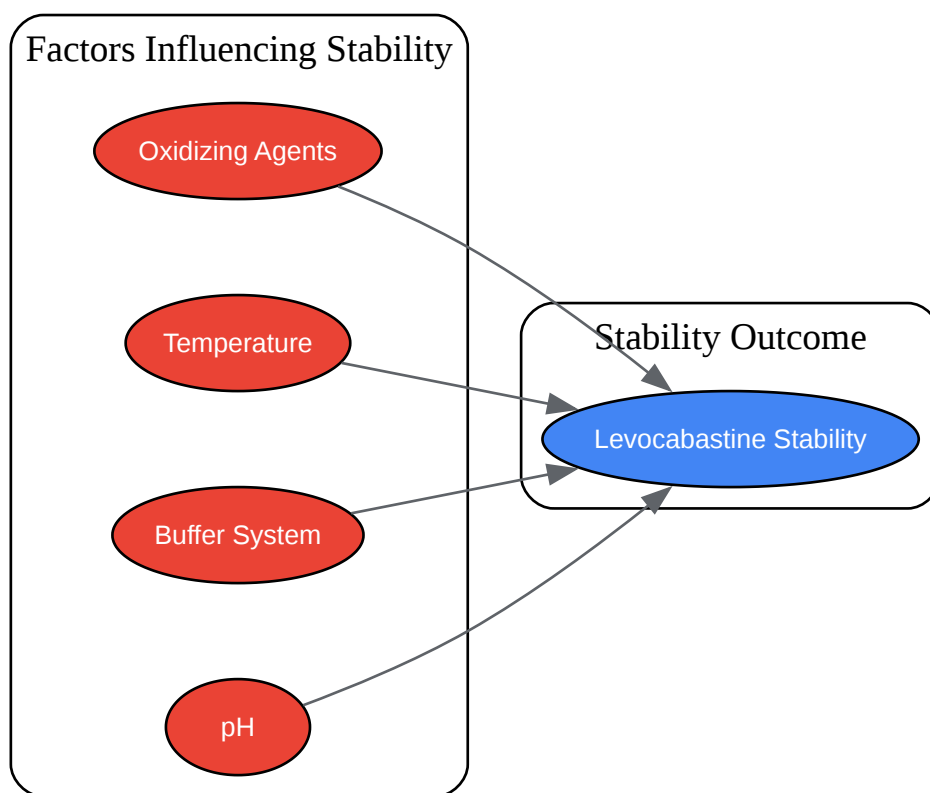 Factors Influencing Stability
Oxidizing Agents
Temperature
Buffer System
pH
Stability Outcome
Levocabastine Stability